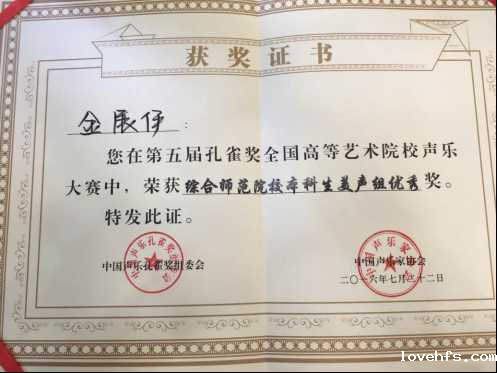 获奖证书
金展伊：
您在第五届孔雀奖全国高等艺术院校声乐
大赛中，荣获综合师范院校本科生美声组优秀奖。
特发此证。
中国声乐孔雀奖组委会
中国声乐家协会
二〇一六年七月二十二日
lovehfs.com